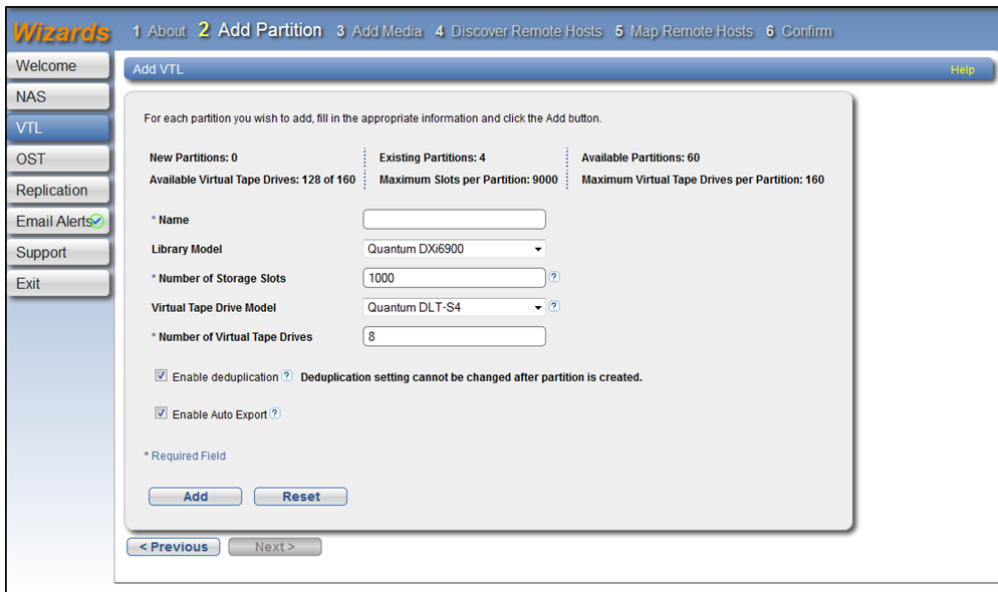 Wizards
1 About 2 Add Partition 3 Add Media 4 Discover Remote Hosts 5 Map Remote Hosts 6 Confirm
Welcome
NAS
VTL
OST
Replication
Email Alerts
Support
Exit
Add VTL
Help
For each partition you wish to add, fill in the appropriate information and click the Add button.
New Partitions: 0
Existing Partitions: 4
Available Partitions: 60
Available Virtual Tape Drives: 128 of 160
Maximum Slots per Partition: 9000
Maximum Virtual Tape Drives per Partition: 160
* Name
Library Model
Quantum DXi6900
* Number of Storage Slots
1000
?
Virtual Tape Drive Model
Quantum DLT-S4
?
* Number of Virtual Tape Drives
8
Enable deduplication ? Deduplication setting cannot be changed after partition is created.
Enable Auto Export ?
* Required Field
Add
Reset
< Previous
Next >